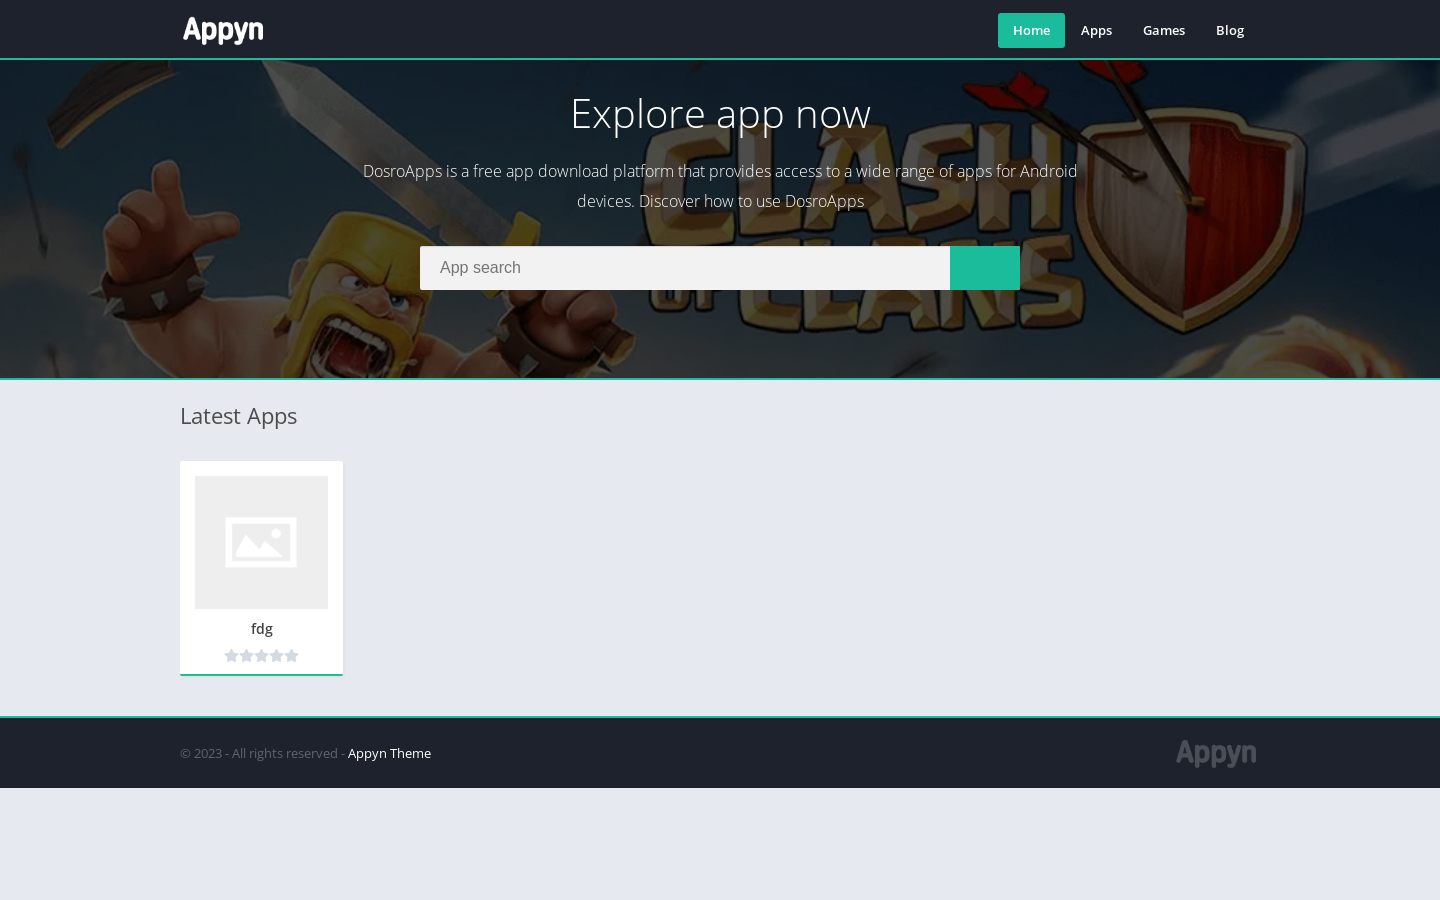 Appyn
Home
Apps
Games
Blog
Explore app now
CLASH
OF CLANS
DosroApps is a free app download platform that provides access to a wide range of apps for Android
devices. Discover how to use DosroApps
App search
Latest Apps
fdg
© 2023 - All rights reserved - Appyn Theme
Appyn